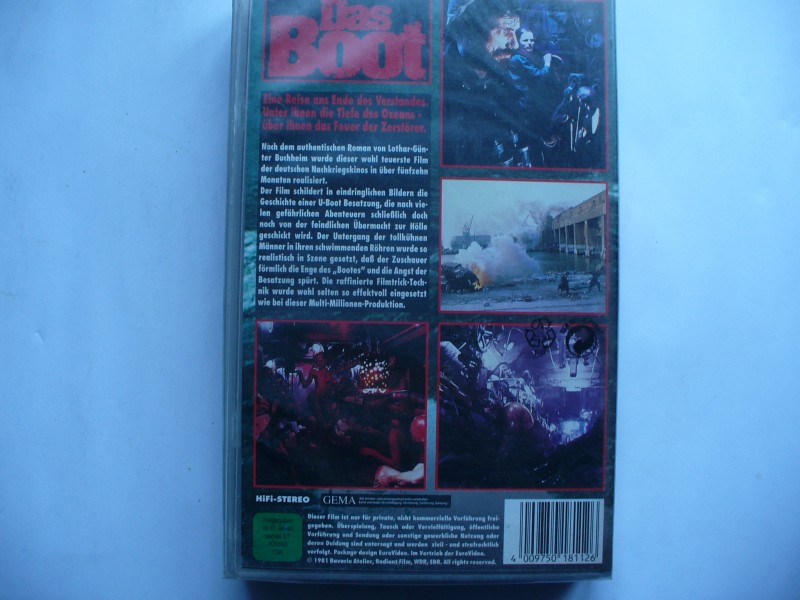 Das
Boot
Eine Reise ans Ende des Verstandes.
Unter ihnen die Tiefe des Ozeans -
über ihnen das Feuer der Zerstörer.
Nach dem authentischen Roman von Lothar-Gün-
ter Buchheim wurde dieser wohl teuerste Film
der deutschen Nachkriegskinos in über fünfzehn
Monaten realisiert.
Der Film schildert in eindringlichen Bildern die
Geschichte einer U-Boot Besatzung, die nach vie-
len gefährlichen Abenteuern schließlich doch
noch von der feindlichen Übermacht zur Hölle
geschickt wird. Der Untergang der tollkühnen
Männer in ihren schwimmenden Röhren wurde so
realistisch in Szene gesetzt, daß der Zuschauer
förmlich die Enge des „Bootes" und die Angst der
Besatzung spürt. Die raffinierte Filmtrick-Tech-
nik wurde wohl selten so effektvoll eingesetzt
wie bei dieser Multi-Millionen-Produktion.
HiFi-STEREO
GEMA
Dieser Film ist nur für private, nicht kommerzielle Vorführung frei-
gegeben. Überspielung, Tausch oder Vervielfältigung, öffentliche
Vorführung und Sendung oder sonstige gewerbliche Nutzung oder
deren Duldung sind untersagt und werden zivil - und strafrechtlich
verfolgt. Package design EuroVideo. Im Vertrieb der EuroVideo.
© 1981 Bavaria Atelier, Radiant Film, WDR, SDR. All rights reserved.
4 009750 181126